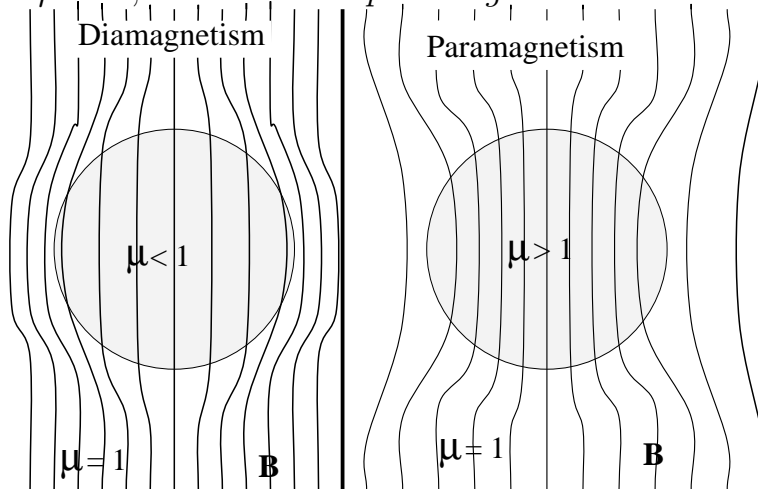 Diamagnetism
Paramagnetism
μ < 1
μ > 1
μ = 1
B
μ = 1
B